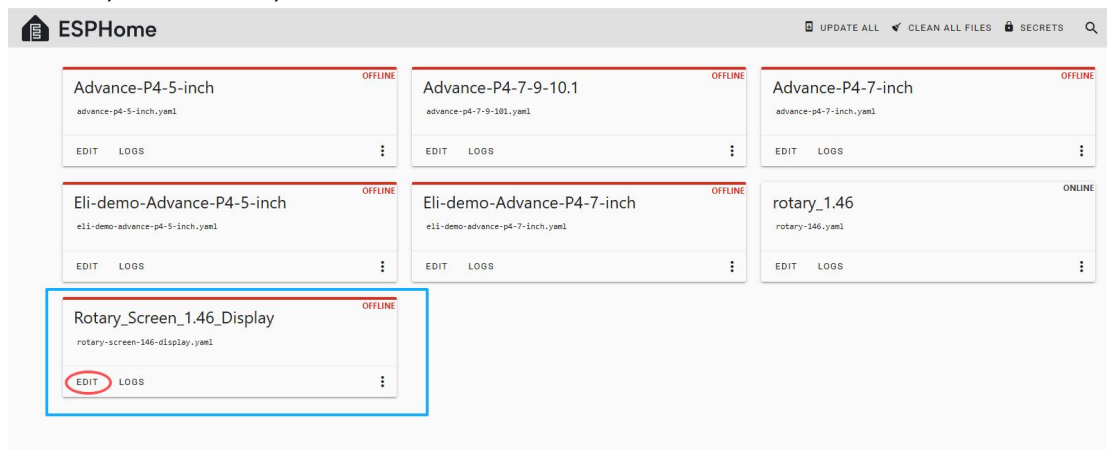 ESPHome
UPDATE ALL CLEAN ALL FILES SECRETS
OFFLINE
Advance-P4-5-inch
advance-p4-5-inch.yaml
EDIT LOGS
OFFLINE
Advance-P4-7-9-10.1
advance-p4-7-9-101.yaml
EDIT LOGS
OFFLINE
Advance-P4-7-inch
advance-p4-7-inch.yaml
EDIT LOGS
OFFLINE
Eli-demo-Advance-P4-5-inch
eli-demo-advance-p4-5-inch.yaml
EDIT LOGS
OFFLINE
Eli-demo-Advance-P4-7-inch
eli-demo-advance-p4-7-inch.yaml
EDIT LOGS
ONLINE
rotary_1.46
rotary-146.yaml
EDIT LOGS
OFFLINE
Rotary_Screen_1.46_Display
rotary-screen-146-display.yaml
EDIT LOGS